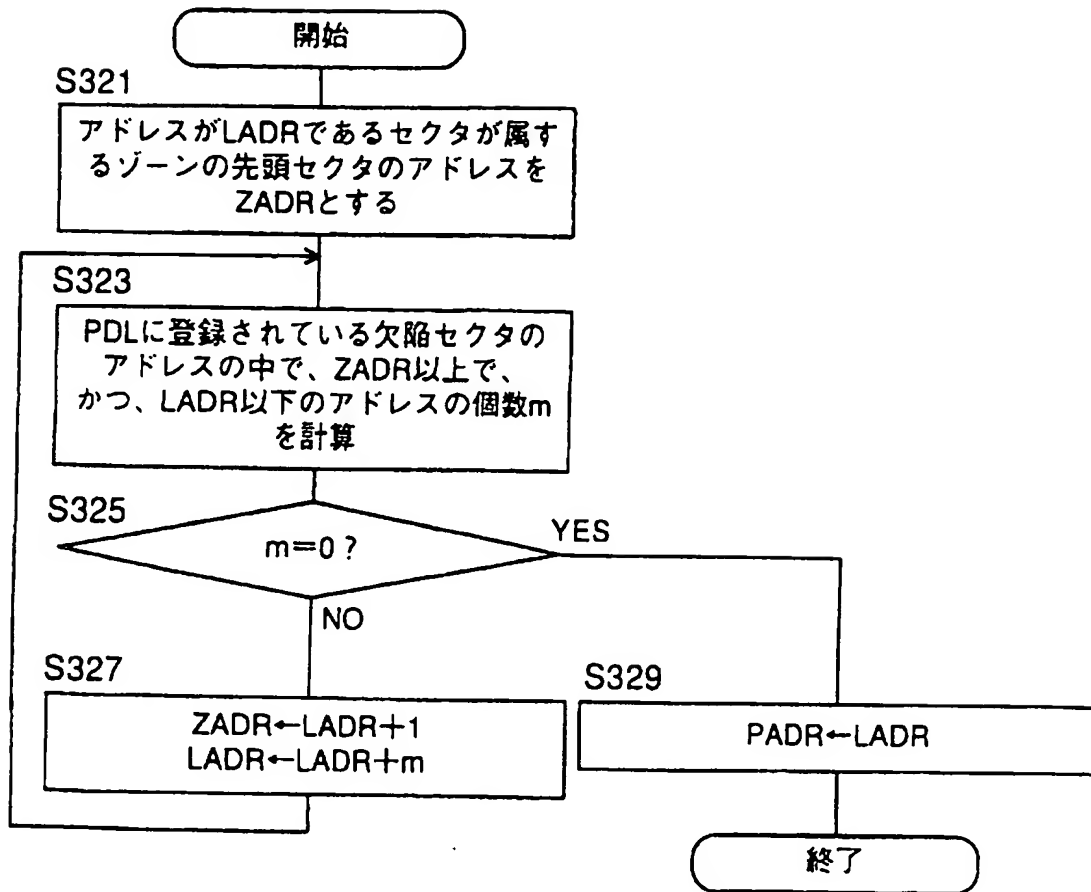 開始
S321
アドレスがLADRであるセクタが属す
るゾーンの先頭セクタのアドレスを
ZADRとする
S323
PDLに登録されている欠陥セクタの
アドレスの中で、ZADR以上で、
かつ、LADR以下のアドレスの個数m
を計算
S325
m=0?
YES
NO
S327
ZADR←LADR+1
LADR←LADR+m
S329
PADR←LADR
終了